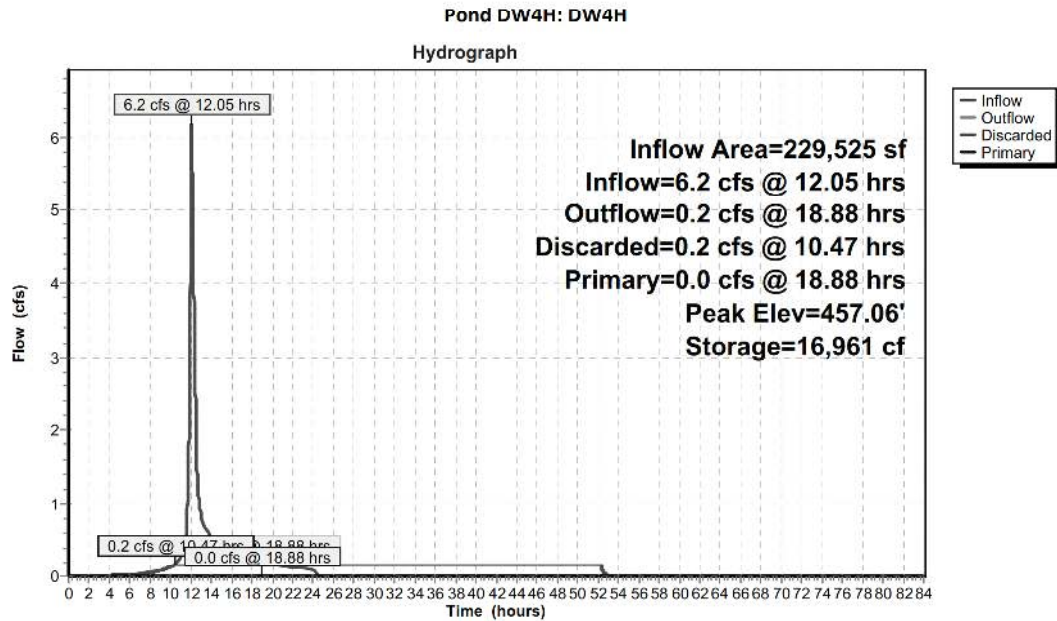 Pond DW4H: DW4H
Hydrograph
6.2 cfs @ 12.05 hrs
Inflow
Outflow
Discarded
Primary
Inflow Area=229,525 sf
Inflow=6.2 cfs @ 12.05 hrs
Outflow=0.2 cfs @ 18.88 hrs
Discarded=0.2 cfs @ 10.47 hrs
Primary=0.0 cfs @ 18.88 hrs
Peak Elev=457.06'
Storage=16,961 cf
Flow (cfs)
6
5
4
3
2
1
0
0.2 cfs @ 10.47 hrs
@ 18.88 hrs
0.0 cfs @ 18.88 hrs
0 2 4 6 8 10 12 14 16 18 20 22 24 26 28 30 32 34 36 38 40 42 44 46 48 50 52 54 56 58 60 62 64 66 68 70 72 74 76 78 80 82 84
Time (hours)